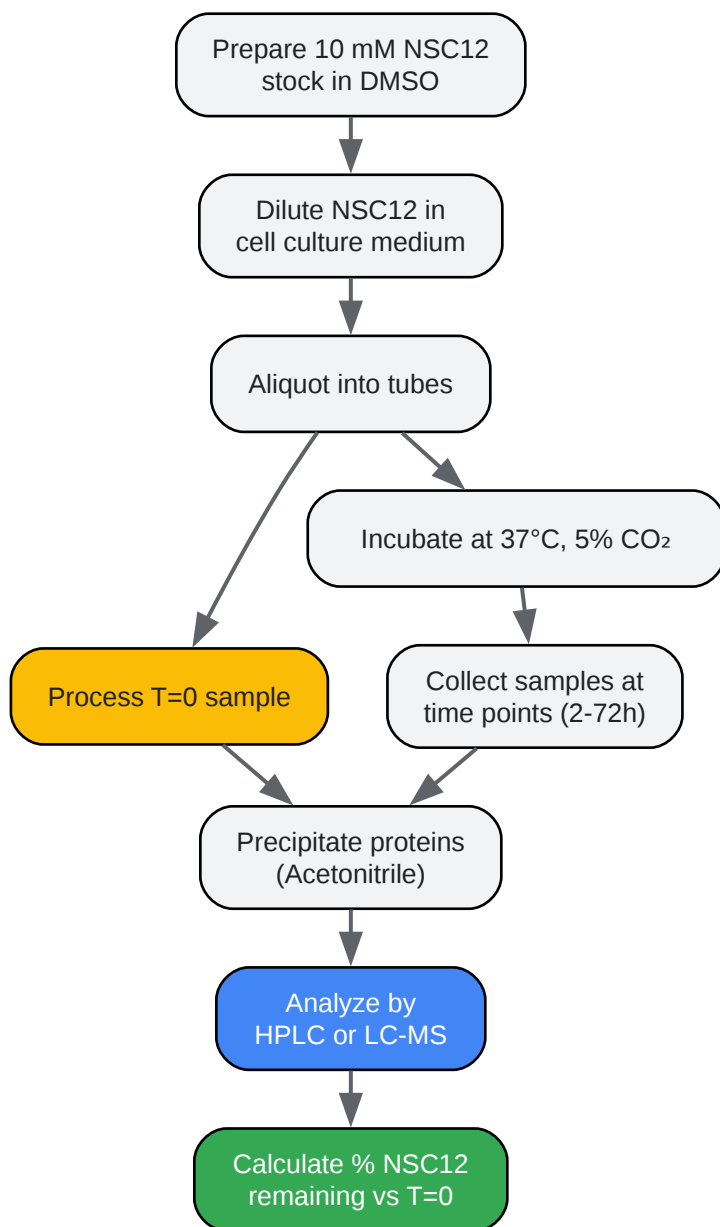 Prepare 10 mM NSC12
stock in DMSO
Dilute NSC12 in
cell culture medium
Aliquot into tubes
Incubate at 37°C, 5% CO₂
Process T=0 sample
Collect samples at
time points (2-72h)
Precipitate proteins
(Acetonitrile)
Analyze by
HPLC or LC-MS
Calculate % NSC12
remaining vs T=0